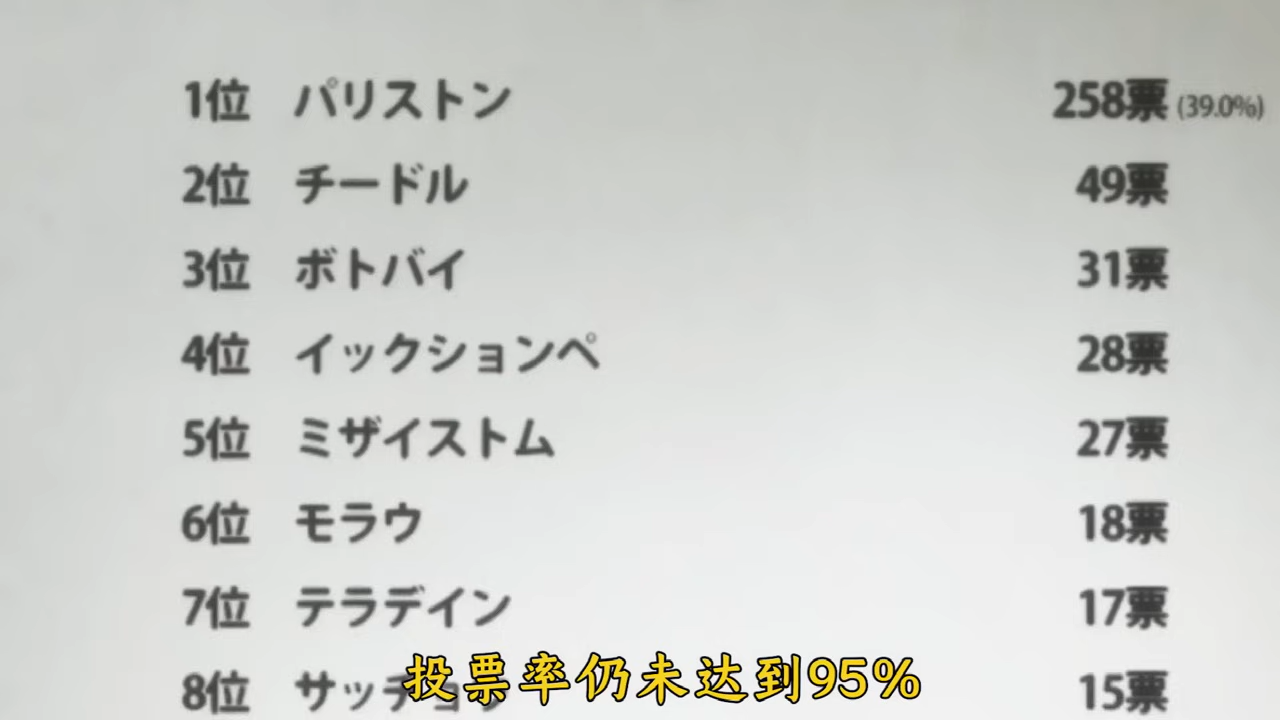 1位 パリストン 258票 (39.0%)
2位 チードル 49票
3位 ボトバイ 31票
4位 イックションペ 28票
5位 ミザイストム 27票
6位 モラウ 18票
7位 テラデイン 17票
8位 15票
投票率仍未达到95%